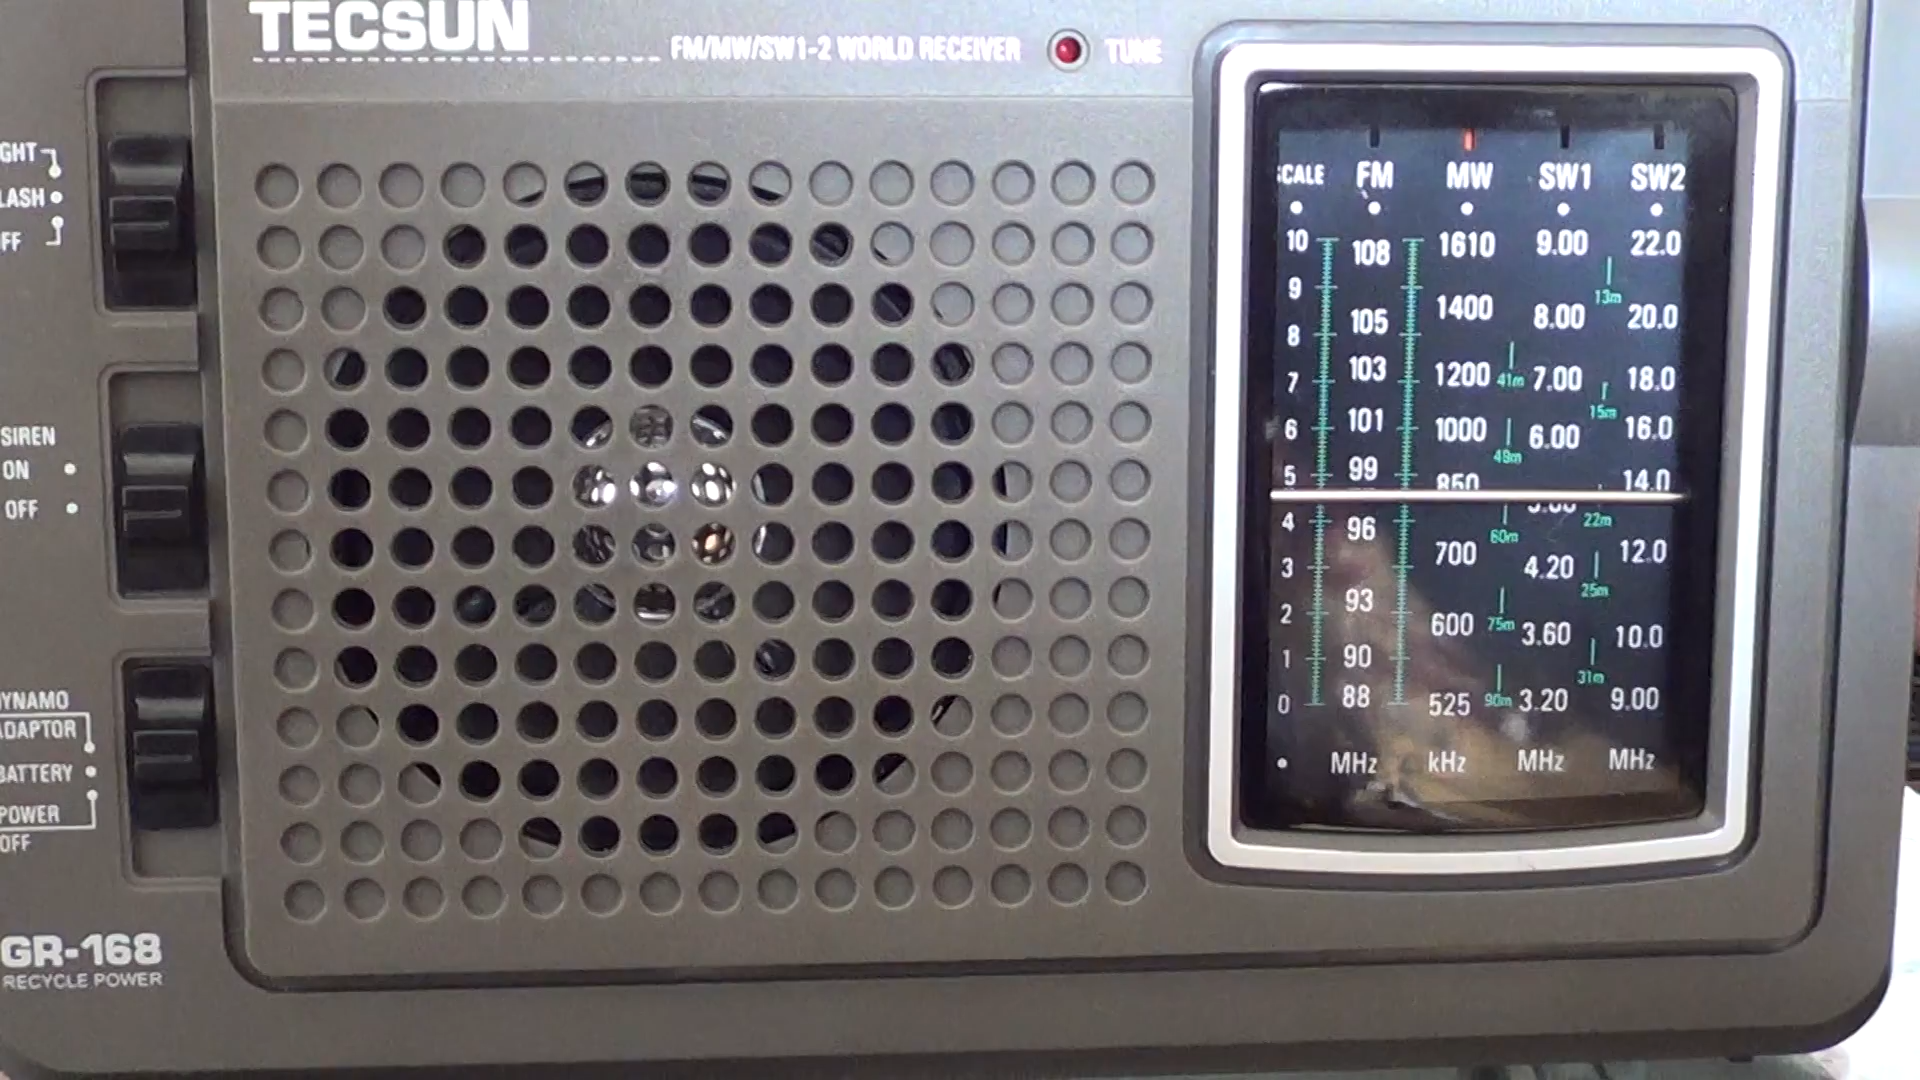 TECSUN
FM/MW/SW1-2 WORLD RECEIVER TUNE
GHT
LASH
FF
SIREN
ON
OFF
YNAMO
ADAPTOR
BATTERY
POWER
OFF
GR-168
RECYCLE POWER
CALE FM MW SW1 SW2
10 108 1610 9.00 22.0
9 13m
1400
8 105 8.00 20.0
7 103 1200 41m 7.00 18.0
15m
6 101 1000 6.00 16.0
49m
5 99 850 14.0
4 96 22m
60m
700 12.0
3 4.20
25m
2 93 600 75m 3.60 10.0
1 90 31m
0 88 525 90m 3.20 9.00
MHz kHz MHz MHz